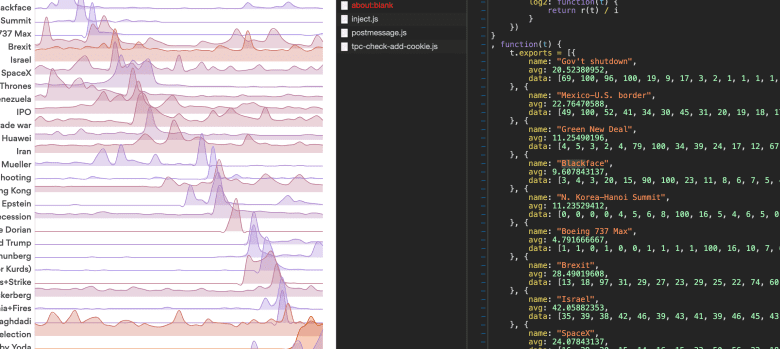 ackface
Summit
737 Max
Brexit
Israel
SpaceX
Thrones
enezuela
IPO
ade war
Huawei
Iran
Mueller
hooting
ng Kong
Epstein
ecession
e Dorian
d Trump
hunberg
r Kurds)
s+Strike
ckerberg
nia+Fires
aghdadi
election
by Yoda
about:blank
inject.js
postmessage.js
tpc-check-add-cookie.js
log2: function(t) {
return r(t) / i
}
})
}
, function(t) {
t.exports = [{
name: "Gov't shutdown",
avg: 20.52380952,
data: [69, 100, 96, 100, 19, 9, 17, 3, 2, 1, 1, 1, 1,
}, {
name: "Mexico-U.S. border",
avg: 22.76470588,
data: [49, 100, 52, 41, 34, 30, 45, 31, 20, 19, 18, 1
}, {
name: "Green New Deal",
avg: 11.25490196,
data: [4, 5, 3, 2, 4, 79, 100, 34, 39, 24, 17, 12, 67
}, {
name: "Blackface",
avg: 9.607843137,
data: [3, 4, 3, 20, 15, 90, 100, 23, 11, 8, 6, 7, 5,
}, {
name: "N. Korea-Hanoi Summit",
avg: 11.23529412,
data: [0, 0, 0, 0, 4, 5, 6, 8, 100, 16, 5, 4, 6, 5, 0
}, {
name: "Boeing 737 Max",
avg: 4.791666667,
data: [1, 1, 0, 1, 0, 0, 1, 1, 1, 1, 100, 16, 10, 7,
}, {
name: "Brexit",
avg: 28.49019608,
data: [13, 18, 97, 31, 29, 27, 23, 29, 25, 22, 74, 60
}, {
name: "Israel",
avg: 42.05882353,
data: [35, 39, 38, 42, 46, 39, 43, 41, 39, 46, 45, 43
}, {
name: "SpaceX",
avg: 24.07843137,